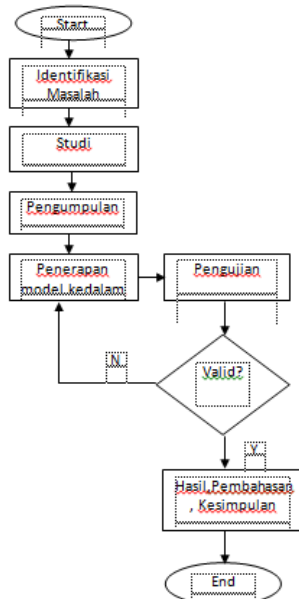 Start
Identifikasi
Masalah
Studi
Pengumpulan
Penerapan
model kedalam
Pengujian
Valid?
N
Y
Hasil,Pembahasan
, Kesimpulan
End